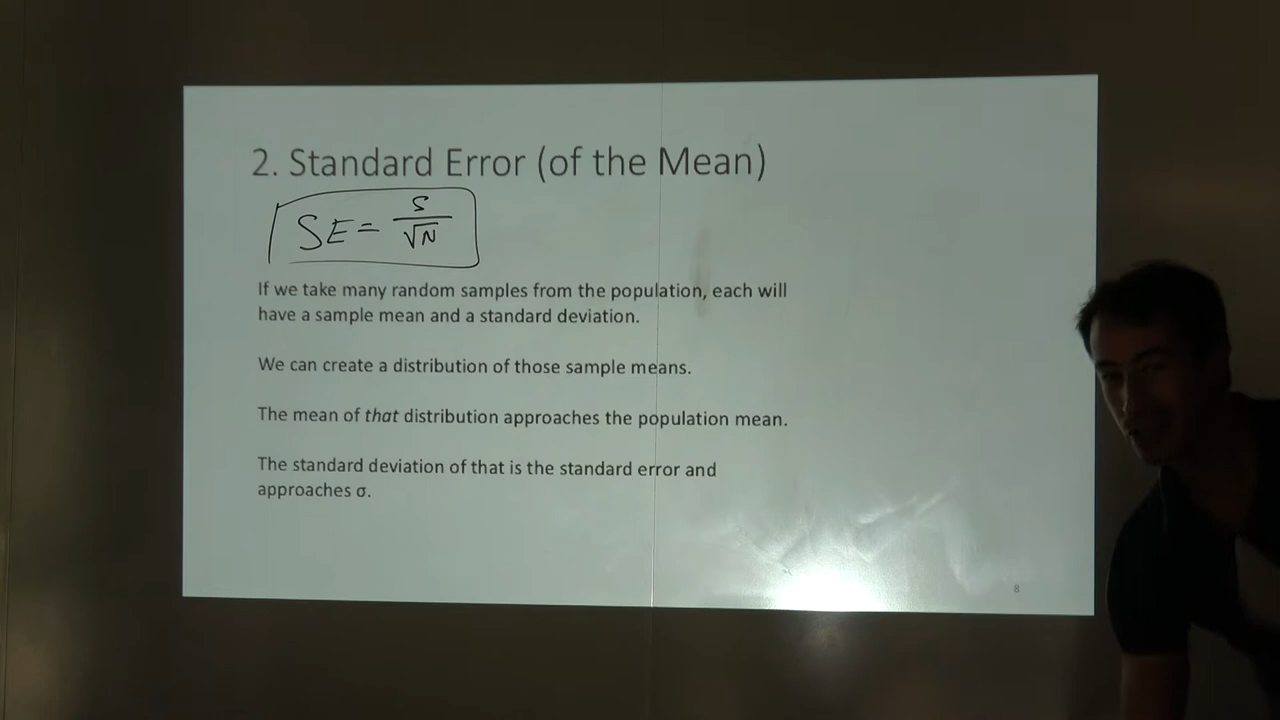 2. Standard Error (of the Mean)
SE = s/√N
If we take many random samples from the population, each will
have a sample mean and a standard deviation.
We can create a distribution of those sample means.
The mean of that distribution approaches the population mean.
The standard deviation of that is the standard error and
approaches σ.
8